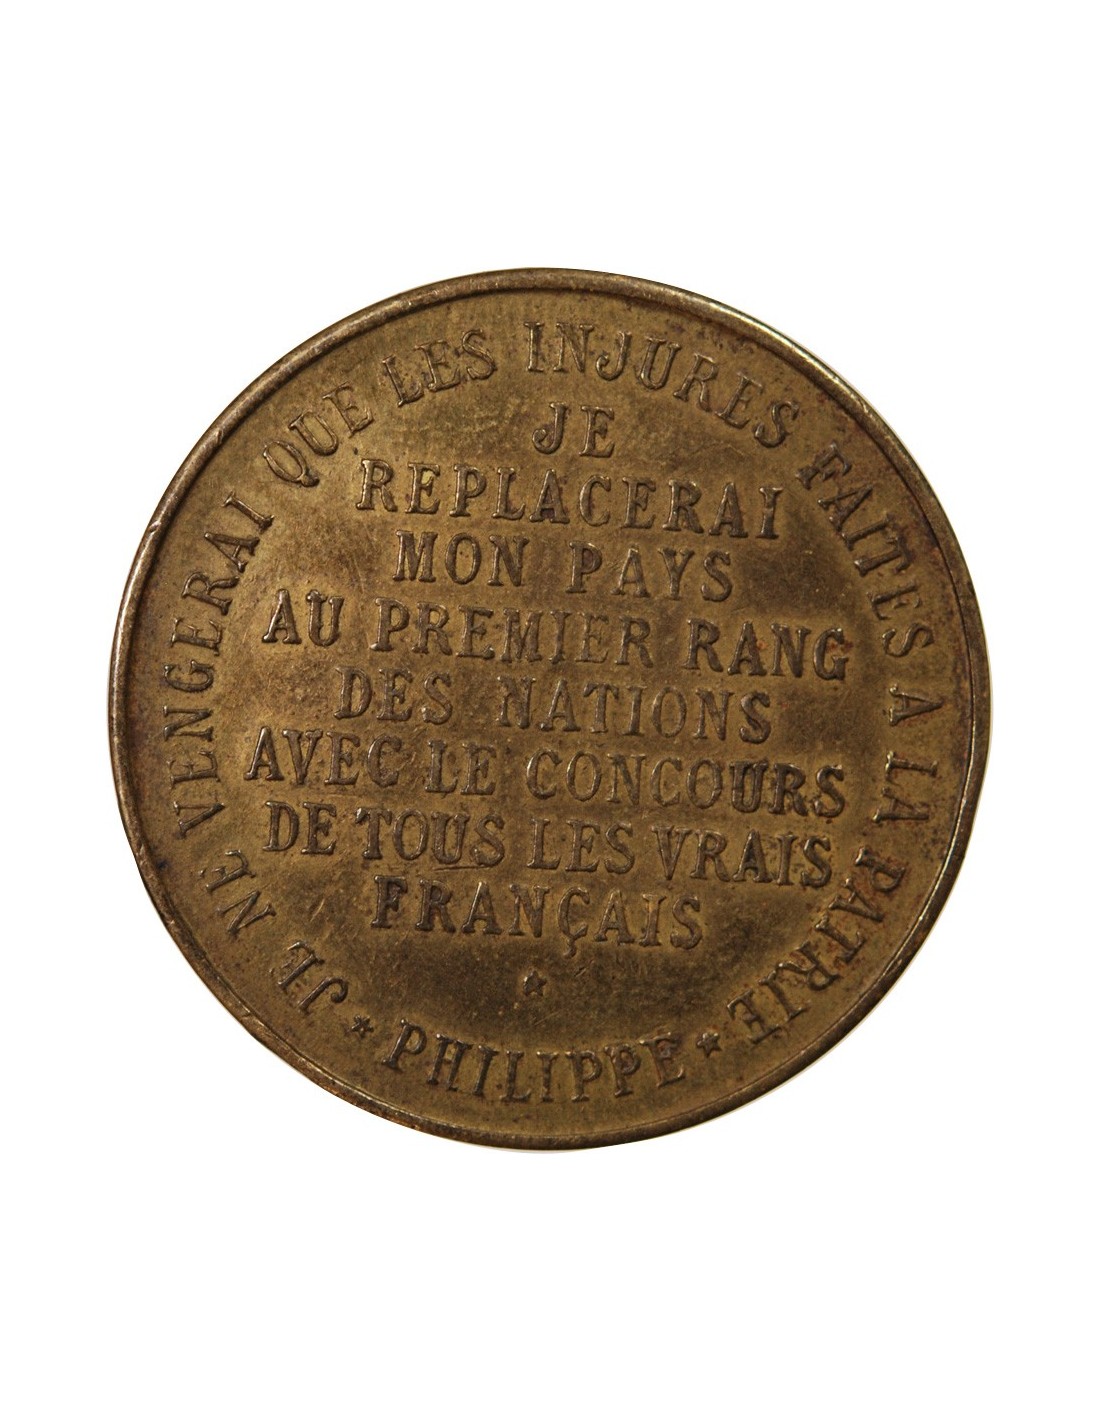 JE NE VENGERAI QUE LES INJURES FAITES A LA PATRIE
JE
REPLACERAI
MON PAYS
AU PREMIER RANG
DES NATIONS
AVEC LE CONCOURS
DE TOUS LES VRAIS
FRANÇAIS
PHILIPPE